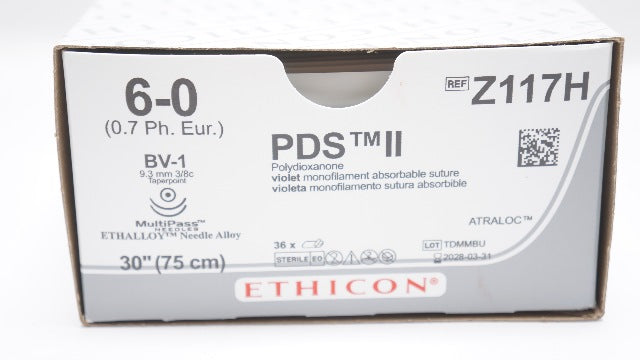 6-0
(0.7 Ph. Eur.)
BV-1
9.3 mm 3/8c
Taperpoint
MultiPass™
NEEDLES
ETHALLOY™ Needle Alloy
30" (75 cm)
PDS™II
Polydioxanone
violet monofilament absorbable suture
violeta monofilamento sutura absorbible
36 x
STERILE EO
REF Z117H
ATRALOC™
LOT TDMMBU
2028-03-31
ETHICON®